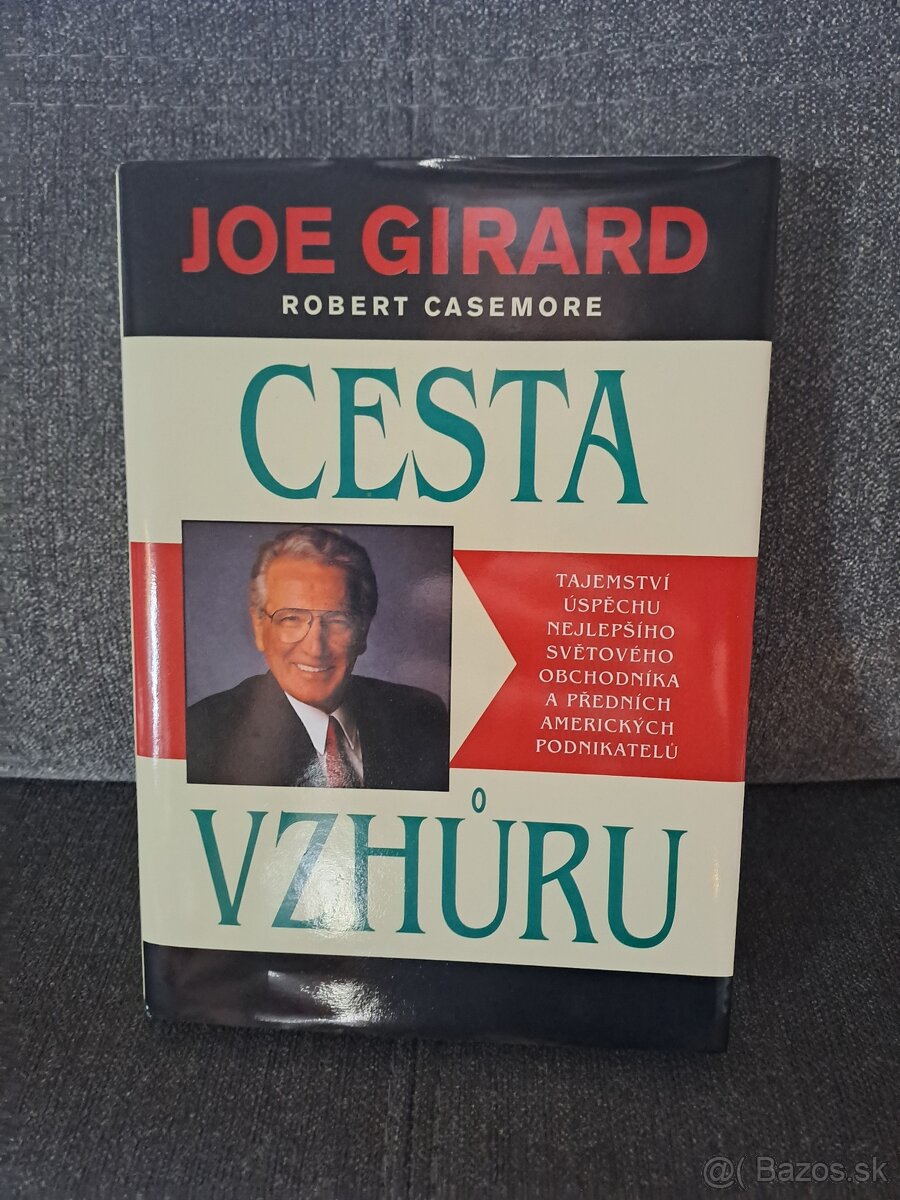 JOE GIRARD
ROBERT CASEMORE
CESTA
TAJEMSTVÍ
ÚSPĚCHU
NEJLEPŠÍHO
SVĚTOVÉHO
OBCHODNÍKA
A PŘEDNÍCH
AMERICKÝCH
PODNIKATELŮ
VZHŮRU
@( Bazos.sk